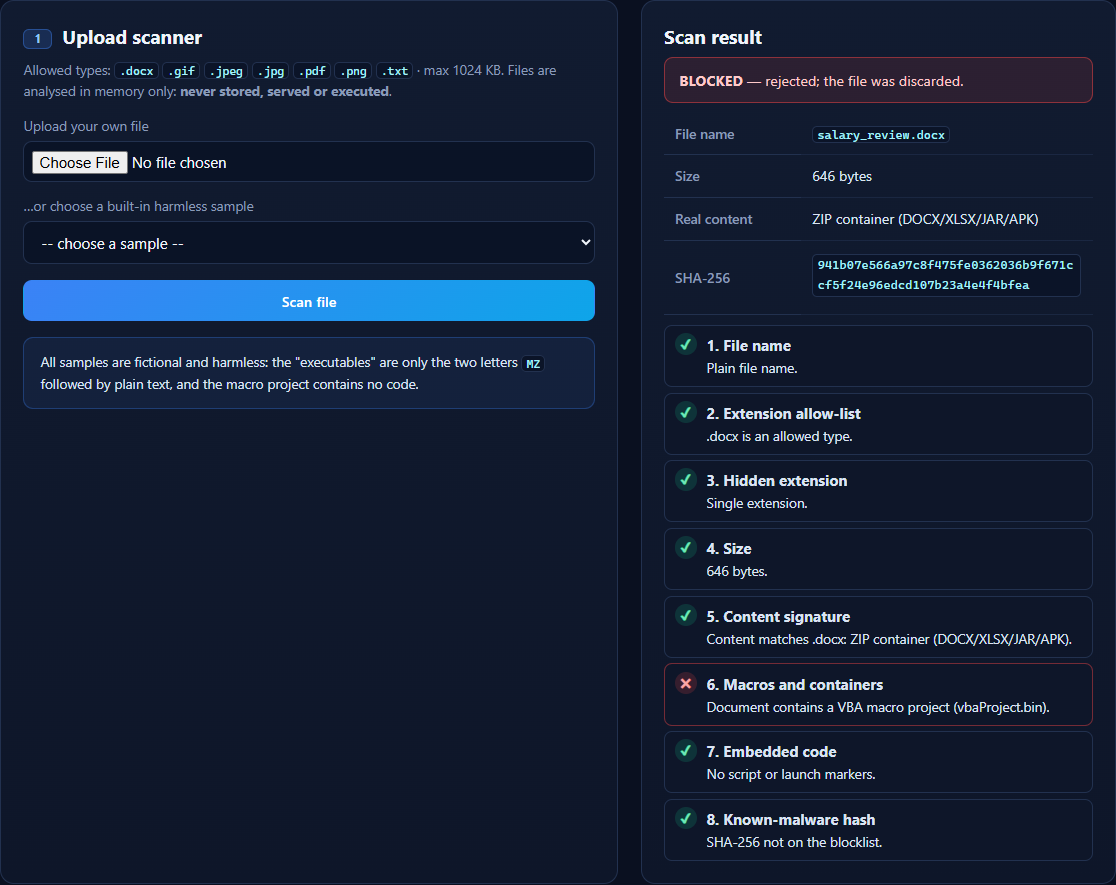 1 Upload scanner
Allowed types: .docx .gif .jpeg .jpg .pdf .png .txt · max 1024 KB. Files are
analysed in memory only: never stored, served or executed.
Upload your own file
Choose File No file chosen
...or choose a built-in harmless sample
-- choose a sample --
Scan file
All samples are fictional and harmless: the "executables" are only the two letters MZ
followed by plain text, and the macro project contains no code.
Scan result
BLOCKED — rejected; the file was discarded.
File name salary_review.docx
Size 646 bytes
Real content ZIP container (DOCX/XLSX/JAR/APK)
SHA-256 941b07e566a97c8f475fe0362036b9f671c
cf5f24e96edcd107b23a4e4f4bfea
1. File name
Plain file name.
2. Extension allow-list
.docx is an allowed type.
3. Hidden extension
Single extension.
4. Size
646 bytes.
5. Content signature
Content matches .docx: ZIP container (DOCX/XLSX/JAR/APK).
6. Macros and containers
Document contains a VBA macro project (vbaProject.bin).
7. Embedded code
No script or launch markers.
8. Known-malware hash
SHA-256 not on the blocklist.